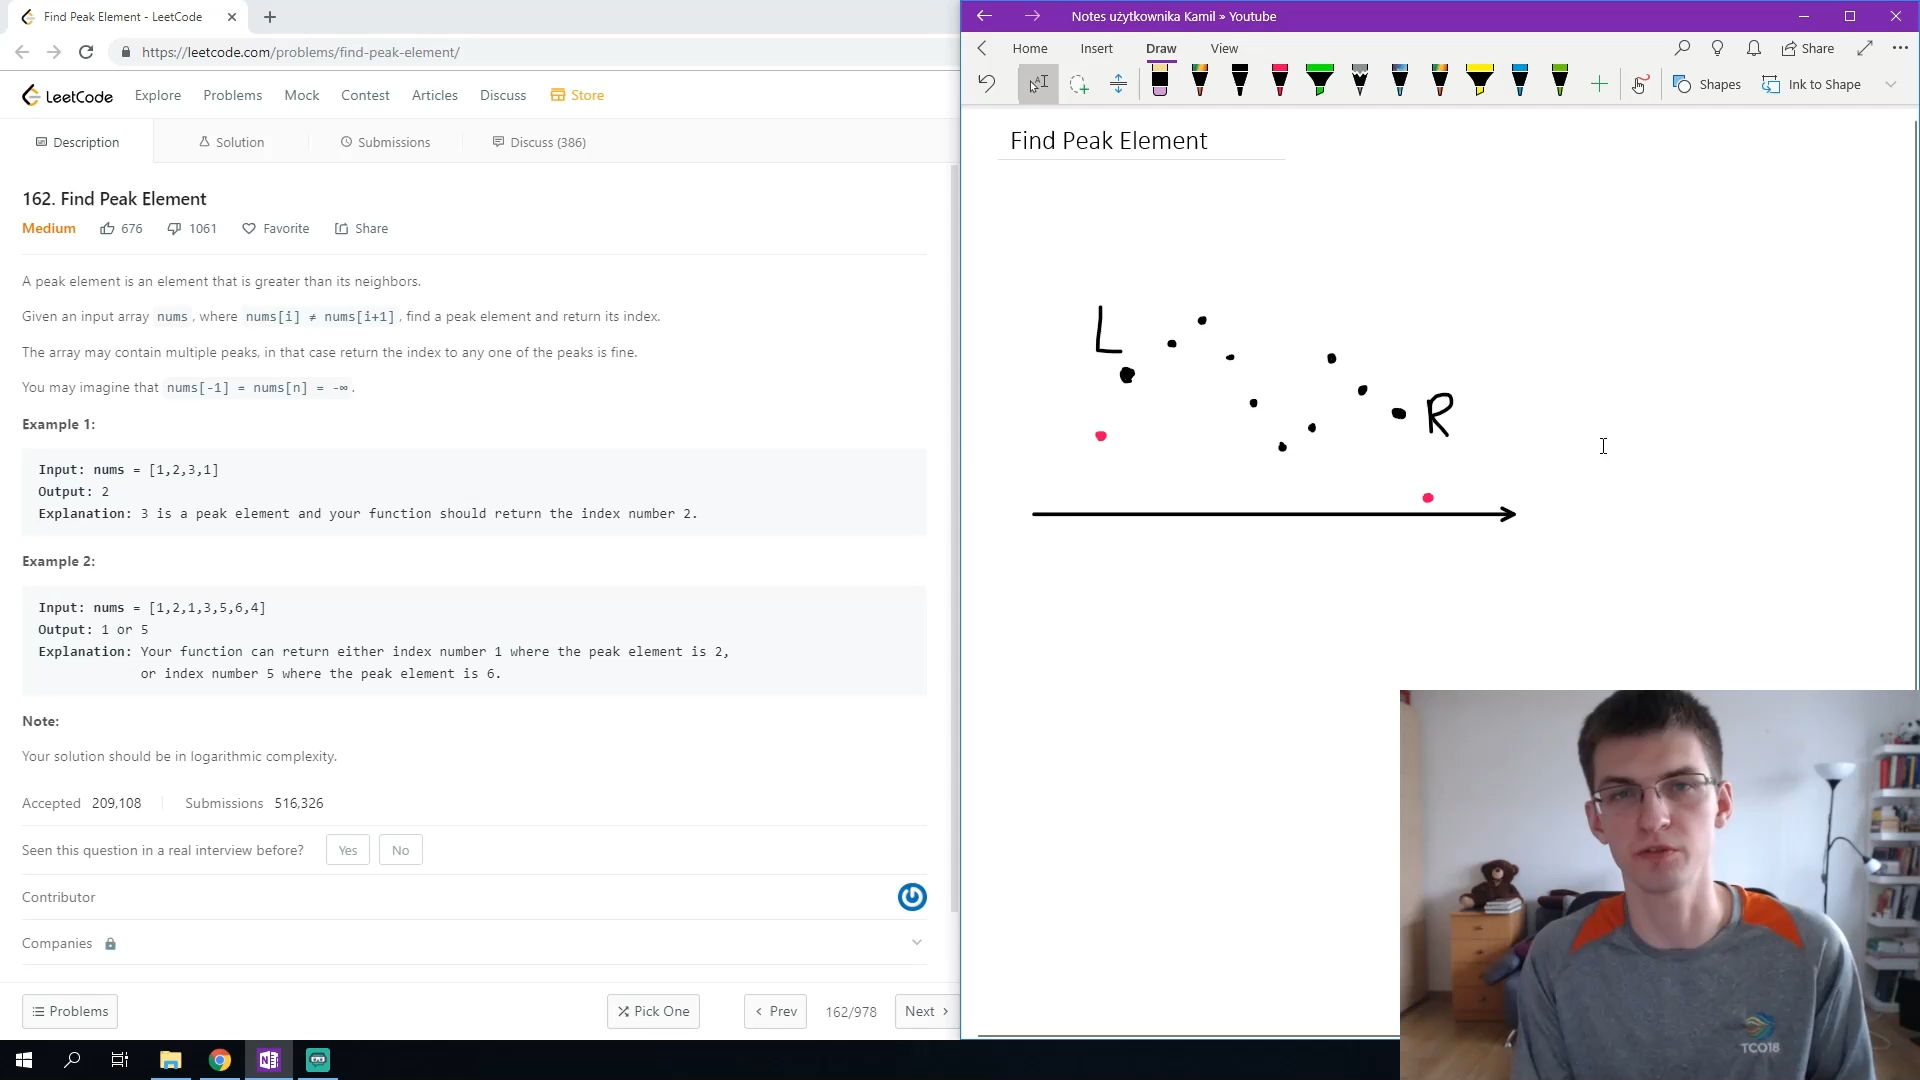 Find Peak Element - LeetCode
https://leetcode.com/problems/find-peak-element/
LeetCode Explore Problems Mock Contest Articles Discuss Store
Description Solution Submissions Discuss (386)
162. Find Peak Element
Medium 676 1061 Favorite Share
A peak element is an element that is greater than its neighbors.
Given an input array nums, where nums[i] ≠ nums[i+1], find a peak element and return its index.
The array may contain multiple peaks, in that case return the index to any one of the peaks is fine.
You may imagine that nums[-1] = nums[n] = -∞.
Example 1:
Input: nums = [1,2,3,1]
Output: 2
Explanation: 3 is a peak element and your function should return the index number 2.
Example 2:
Input: nums = [1,2,1,3,5,6,4]
Output: 1 or 5
Explanation: Your function can return either index number 1 where the peak element is 2,
or index number 5 where the peak element is 6.
Note:
Your solution should be in logarithmic complexity.
Accepted 209,108 Submissions 516,326
Seen this question in a real interview before? Yes No
Contributor
Companies
Problems Pick One Prev 162/978 Next
Notes użytkownika Kamil » Youtube
Home Insert Draw View Share
Shapes Ink to Shape
Find Peak Element
L
R
TCO18